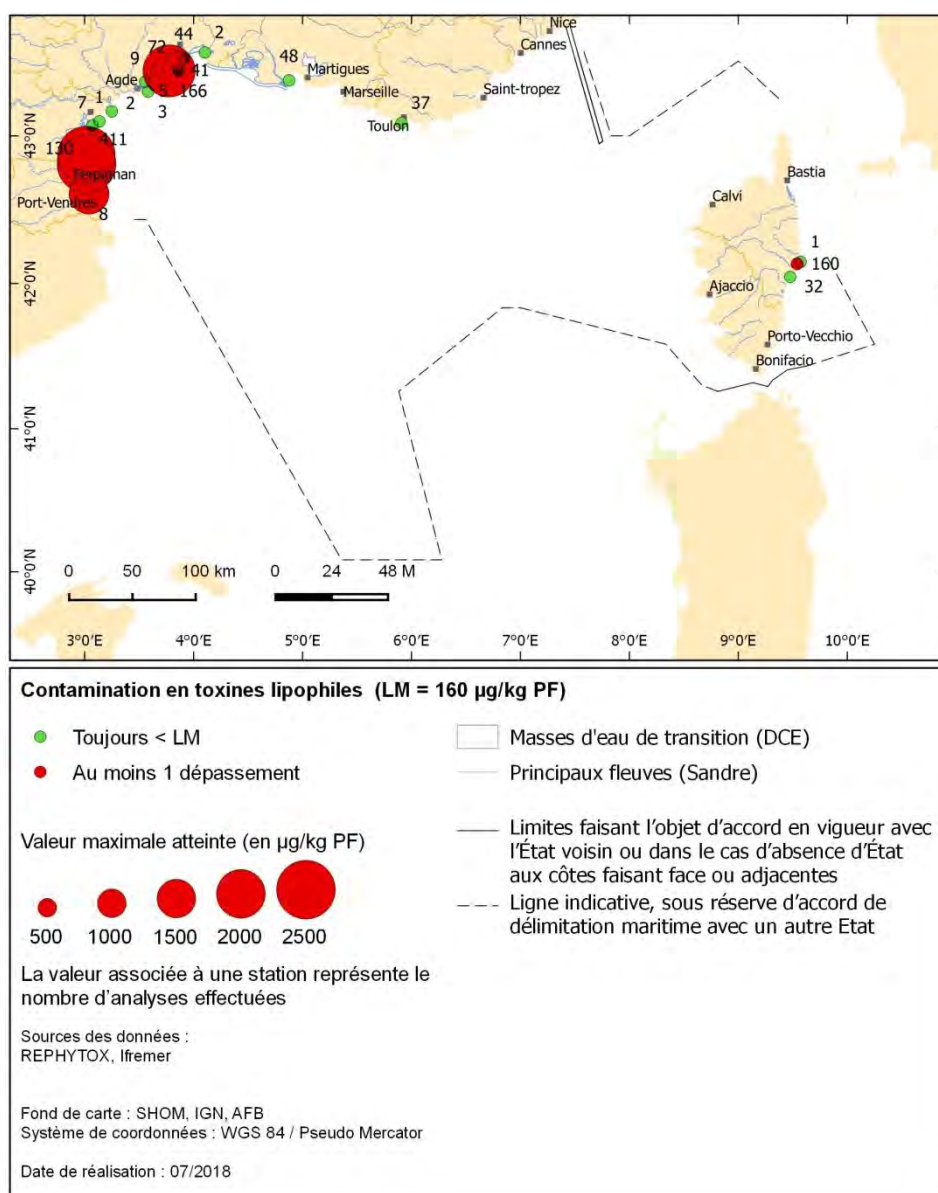 44
2
72
9
48
Nice
Cannes
41
Martigues
Agde
5
166
Marseille
Saint-tropez
7
1
2
3
37
Toulon
43°0'N
130
411
Perpignan
Port-Vendres
8
Bastia
Calvi
1
160
32
42°0'N
Ajaccio
Porto-Vecchio
Bonifacio
41°0'N
40°0'N
0 50 100 km
0 24 48 M
3°0'E 4°0'E 5°0'E 6°0'E 7°0'E 8°0'E 9°0'E 10°0'E
Contamination en toxines lipophiles (LM = 160 µg/kg PF)
Toujours < LM
Au moins 1 dépassement
Valeur maximale atteinte (en µg/kg PF)
500 1000 1500 2000 2500
La valeur associée à une station représente le
nombre d'analyses effectuées
Sources des données :
REPHYTOX, Ifremer
Fond de carte : SHOM, IGN, AFB
Système de coordonnées : WGS 84 / Pseudo Mercator
Date de réalisation : 07/2018
Masses d'eau de transition (DCE)
Principaux fleuves (Sandre)
Limites faisant l'objet d'accord en vigueur avec
l'État voisin ou dans le cas d'absence d'État
aux côtes faisant face ou adjacentes
Ligne indicative, sous réserve d'accord de
délimitation maritime avec un autre Etat